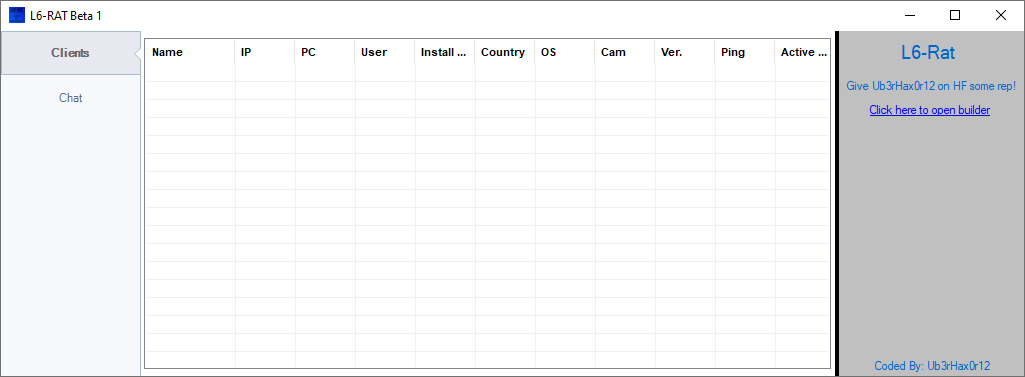 L6-RAT Beta 1
Clients
Chat
Name IP PC User Install ... Country OS Cam Ver. Ping Active ...
L6-Rat
Give Ub3rHax0r12 on HF some rep!
Click here to open builder
Coded By: Ub3rHax0r12